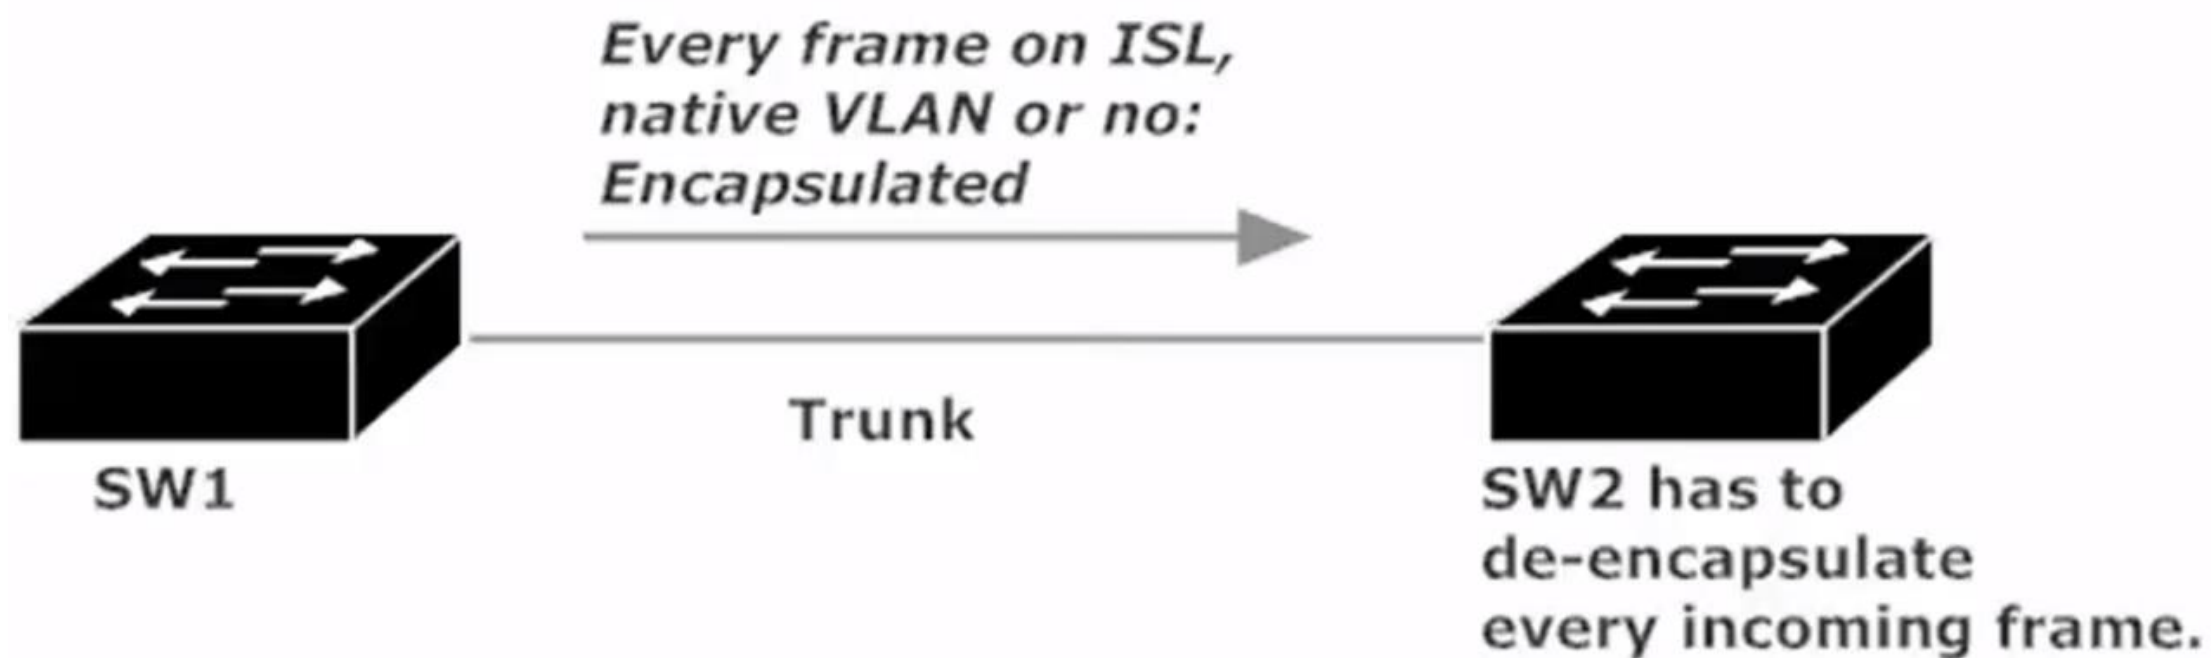 Every frame on ISL,
native VLAN or no:
Encapsulated
Trunk
SW1
SW2 has to
de-encapsulate
every incoming frame.